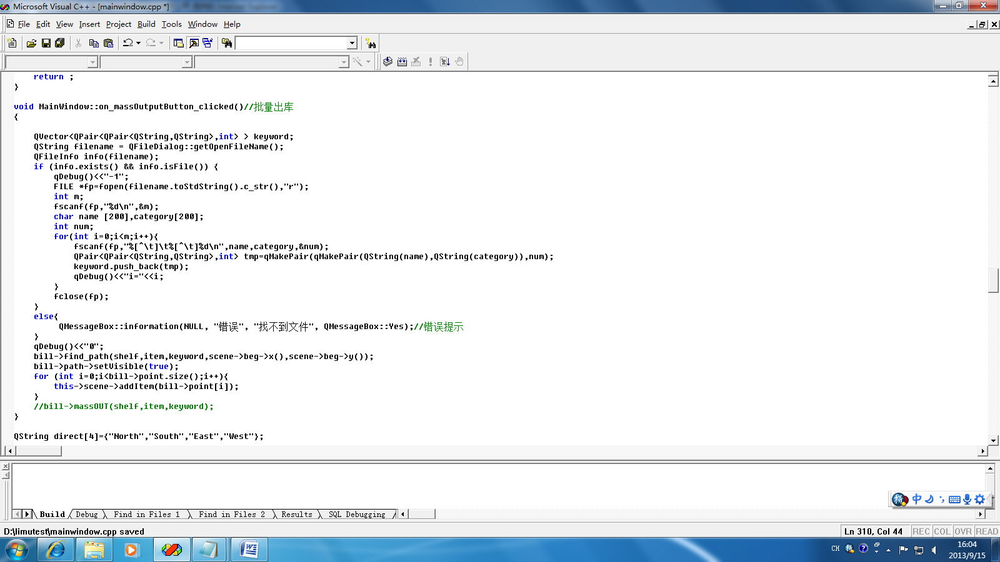 Microsoft Visual C++ - [mainwindow.cpp *]
File Edit View Insert Project Build Tools Window Help
    return ;
}
void MainWindow::on_massOutputButton_clicked()//批量出库
{
    QVector<QPair<QPair<QString,QString>,int> > keyword;
    QString filename = QFileDialog::getOpenFileName();
    QFileInfo info(filename);
    if (info.exists() && info.isFile()) {
        qDebug()<<"-1";
        FILE *fp=fopen(filename.toStdString().c_str(),"r");
        int m;
        fscanf(fp,"%d\n",&m);
        char name [200],category[200];
        int num;
        for(int i=0;i<m;i++){
            fscanf(fp,"%[^\t]\t%[^\t]%d\n",name,category,&num);
            QPair<QPair<QString,QString>,int> tmp=qMakePair(qMakePair(QString(name),QString(category)),num);
            keyword.push_back(tmp);
            qDebug()<<"i="<<i;
        }
        fclose(fp);
    }
    else{
         QMessageBox::information(NULL, "错误", "找不到文件", QMessageBox::Yes);//错误提示
    }
    qDebug()<<"0";
    bill->find_path(shelf,item,keyword,scene->beg->x(),scene->beg->y());
    bill->path->setVisible(true);
    for (int i=0;i<bill->point.size();i++){
        this->scene->addItem(bill->point[i]);
    }
    //bill->massOUT(shelf,item,keyword);
}
QString direct[4]={"North","South","East","West"};
中
Build Debug Find in Files 1 Find in Files 2 Results SQL Debugging
D:\limutest\mainwindow.cpp saved
Ln 310, Col 44 REC COL OVR READ
CH
16:04
2013/9/15